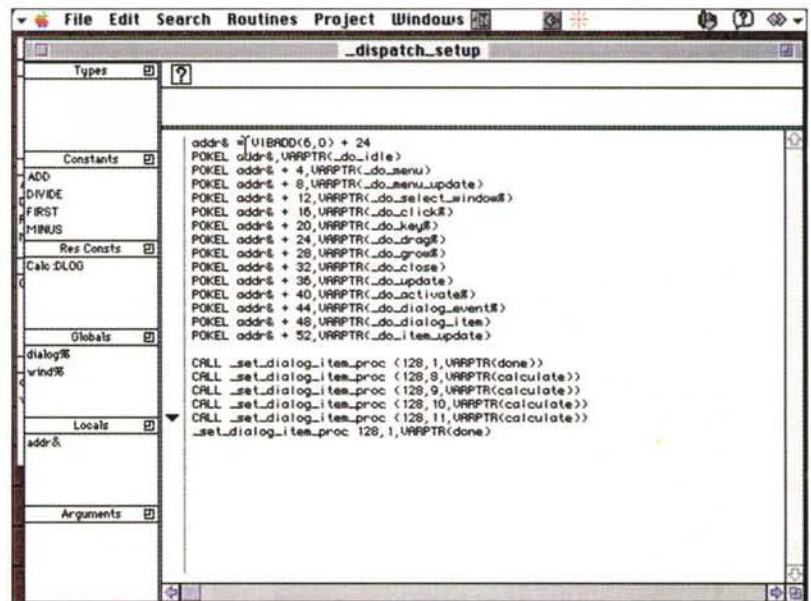 File Edit Search Routines Project Windows
_dispatch_setup
Types
Constants
ADD
DIVIDE
FIRST
MINUS
Res Consts
Calc:DLOG
Globals
dialog%
wind%
Locals
addr&
Arguments
?
addr& = VIBADD(6,0) + 24
POKEL addr&,VARPTR(_do_idle)
POKEL addr& + 4,VARPTR(_do_menu)
POKEL addr& + 8,VARPTR(_do_menu_update)
POKEL addr& + 12,VARPTR(_do_select_window%)
POKEL addr& + 16,VARPTR(_do_click%)
POKEL addr& + 20,VARPTR(_do_key%)
POKEL addr& + 24,VARPTR(_do_drag%)
POKEL addr& + 28,VARPTR(_do_grow%)
POKEL addr& + 32,VARPTR(_do_close)
POKEL addr& + 36,VARPTR(_do_update)
POKEL addr& + 40,VARPTR(_do_activate%)
POKEL addr& + 44,VARPTR(_do_dialog_event%)
POKEL addr& + 48,VARPTR(_do_dialog_item)
POKEL addr& + 52,VARPTR(_do_item_update)
CALL _set_dialog_item_proc (128,1,VARPTR(done))
CALL _set_dialog_item_proc (128,8,VARPTR(calculate))
CALL _set_dialog_item_proc (128,9,VARPTR(calculate))
CALL _set_dialog_item_proc (128,10,VARPTR(calculate))
CALL _set_dialog_item_proc (128,11,VARPTR(calculate))
_set_dialog_item_proc 128,1,VARPTR(done)